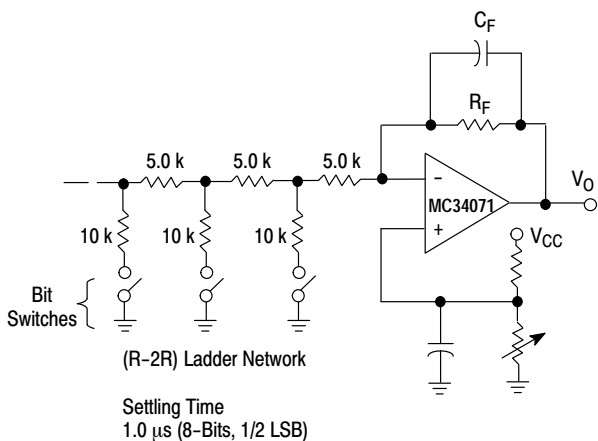 C_F
R_F
5.0 k 5.0 k 5.0 k
V_O
MC34071
−
+
10 k 10 k 10 k
V_CC
Bit
Switches
(R−2R) Ladder Network
Settling Time
1.0 μs (8−Bits, 1/2 LSB)